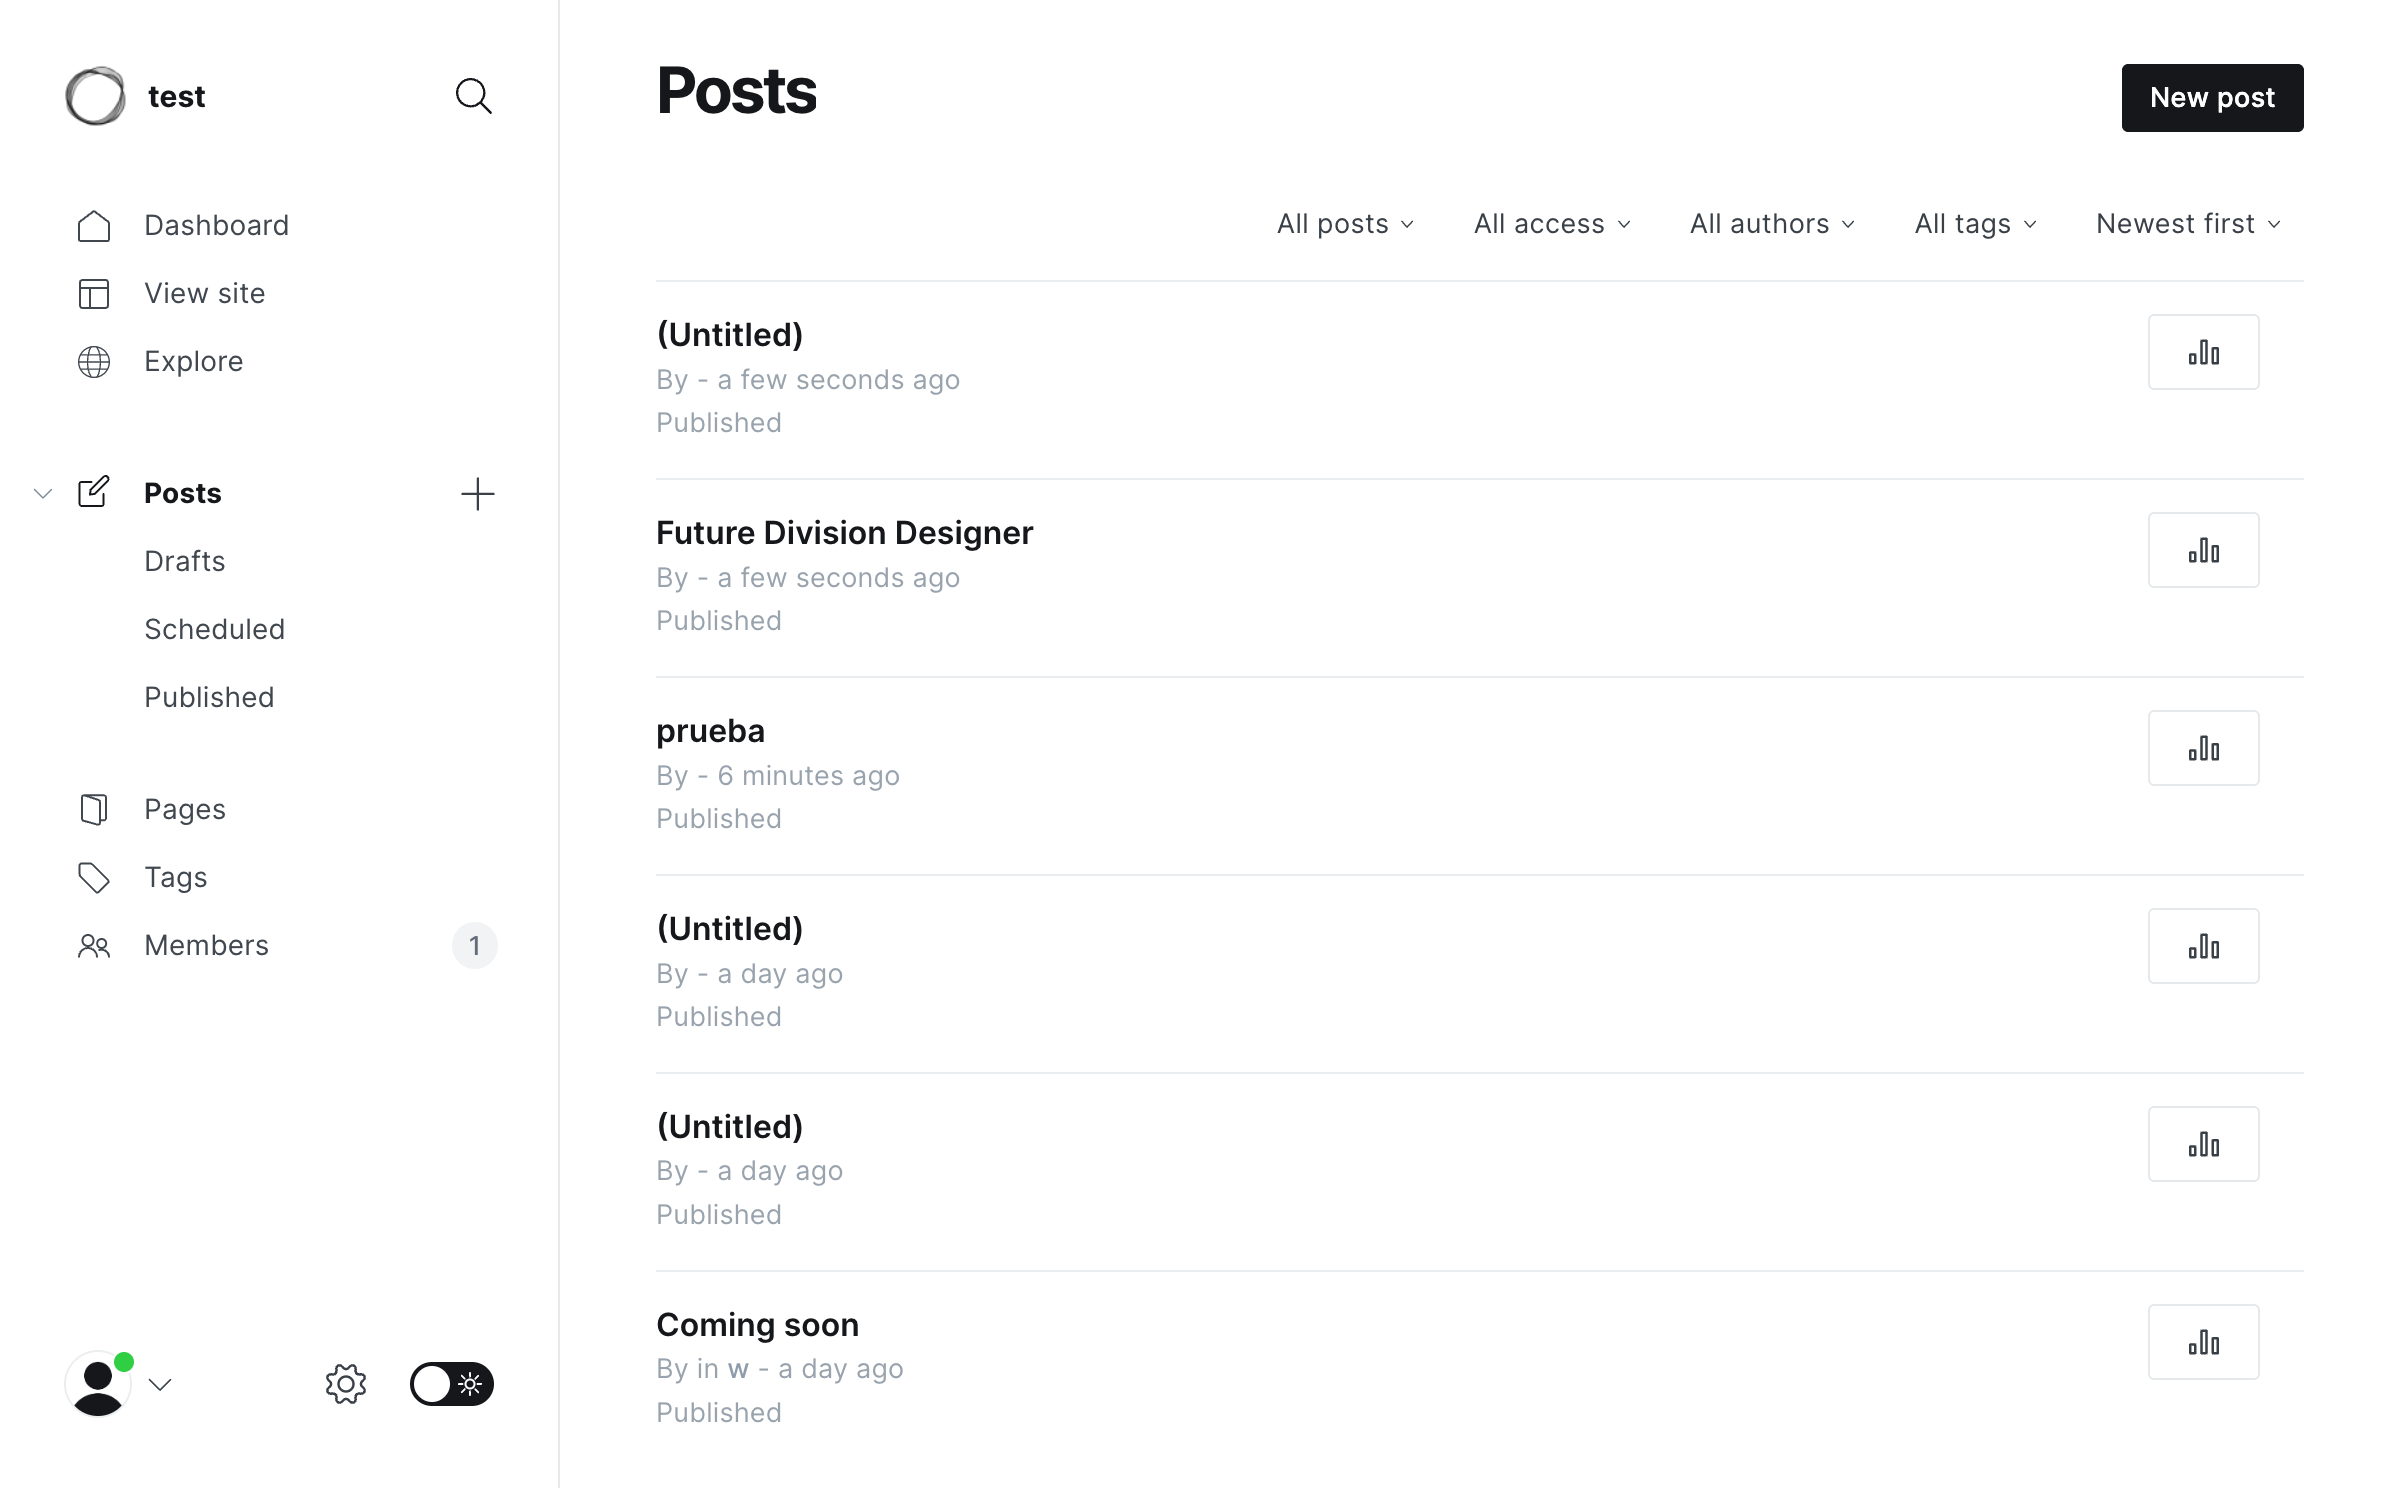 test
Dashboard
View site
Explore
Posts
Drafts
Scheduled
Published
Pages
Tags
Members 1
Posts
New post
All posts All access All authors All tags Newest first
(Untitled)
By - a few seconds ago
Published
Future Division Designer
By - a few seconds ago
Published
prueba
By - 6 minutes ago
Published
(Untitled)
By - a day ago
Published
(Untitled)
By - a day ago
Published
Coming soon
By in w - a day ago
Published